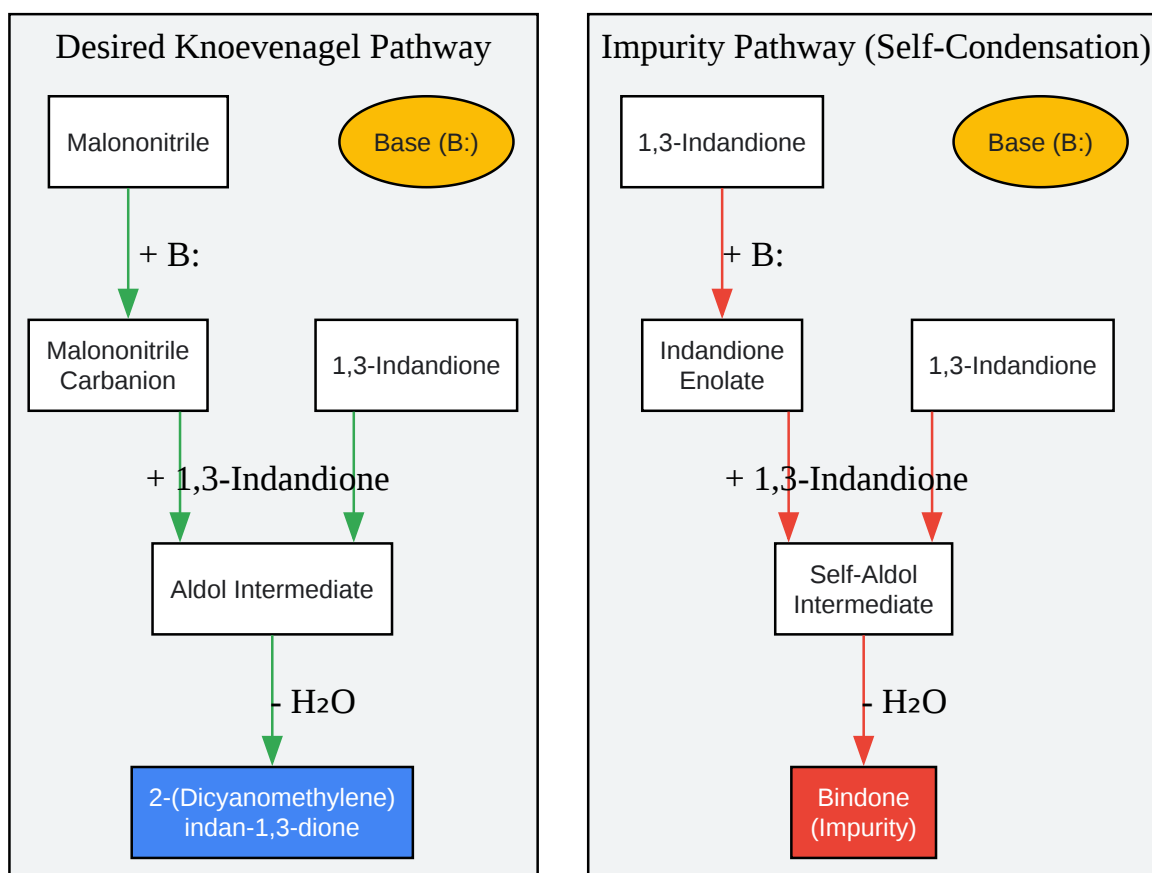 Desired Knoevenagel Pathway
Malononitrile
Base (B:)
+ B:
Malononitrile
Carbanion
1,3-Indandione
+ 1,3-Indandione
Aldol Intermediate
- H₂O
2-(Dicyanomethylene)
indan-1,3-dione
Impurity Pathway (Self-Condensation)
1,3-Indandione
Base (B:)
+ B:
Indandione
Enolate
1,3-Indandione
+ 1,3-Indandione
Self-Aldol
Intermediate
- H₂O
Bindone
(Impurity)